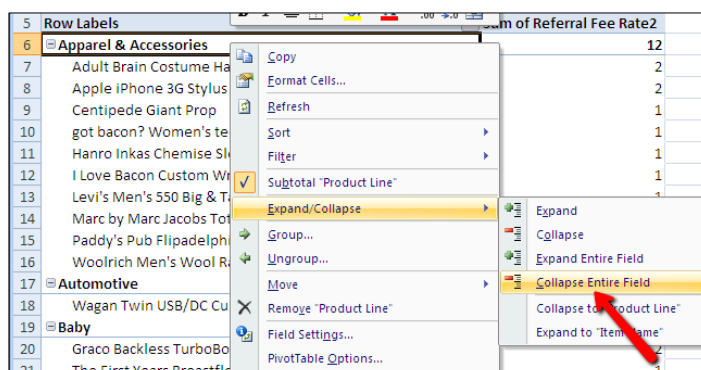 5 Row Labels Sum of Referral Fee Rate2
6 Apparel & Accessories 12
7 Adult Brain Costume Ha 2
8 Apple iPhone 3G Stylus 2
9 Centipede Giant Prop 1
10 got bacon? Women's te 1
11 Hanro Inkas Chemise Sl 1
12 I Love Bacon Custom Wr 1
13 Levi's Men's 550 Big & Ta
14 Marc by Marc Jacobs Tot
15 Paddy's Pub Flipadelphi
16 Woolrich Men's Wool Ra
17 Automotive
18 Wagan Twin USB/DC Cu
19 Baby
20 Graco Backless TurboBo 2
21 The First Years Breastfl 1
Copy
Format Cells...
Refresh
Sort
Filter
Subtotal "Product Line"
Expand/Collapse
Group...
Ungroup...
Move
Remove "Product Line"
Field Settings...
PivotTable Options...
Expand
Collapse
Expand Entire Field
Collapse Entire Field
Collapse to "Product Line"
Expand to "Item Name"